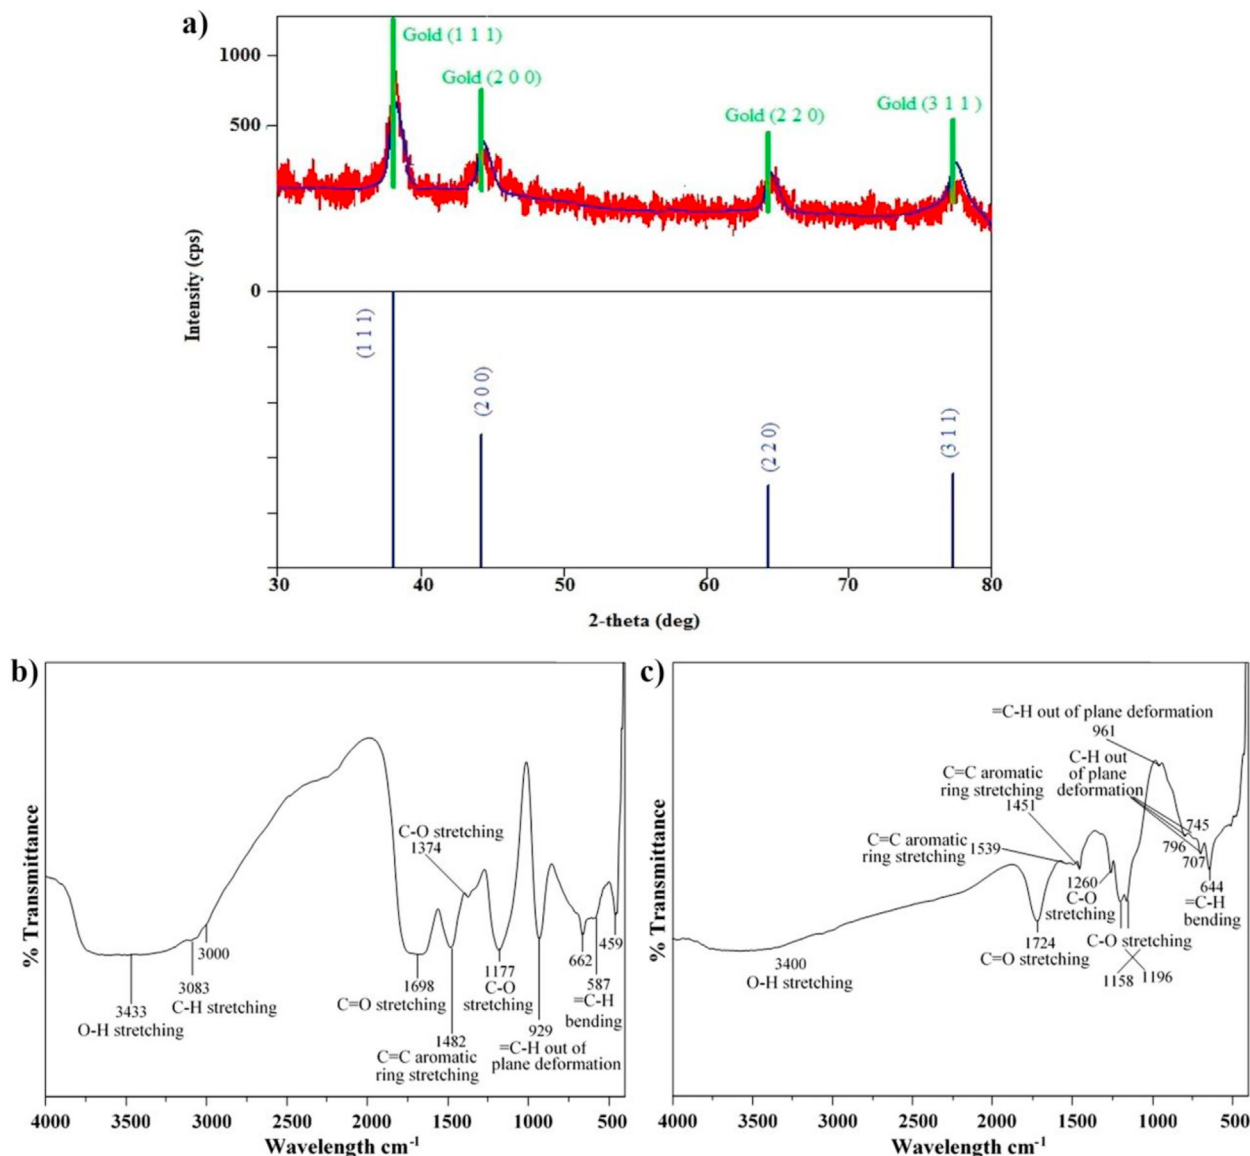 a)
Gold (1 1 1)
1000
Gold (2 0 0)
Gold (3 1 1 )
Gold (2 2 0)
500
Intensity (cps)
0
(1 1 1)
(2 0 0)
(2 2 0)
(3 1 1)
30
40
50
60
70
80
2-theta (deg)
b)
% Transmittance
C-O stretching
1374
3000
3083
C-H stretching
3433
O-H stretching
1698
C=O stretching
1482
C=C aromatic
ring stretching
1177
C-O
stretching
929
=C-H out of
plane deformation
662
587
=C-H
bending
459
4000
3500
3000
2500
2000
1500
1000
500
Wavelength cm-1
c)
% Transmittance
=C-H out of plane deformation
961
C-H out
of plane
deformation
C=C aromatic
ring stretching
1451
C=C aromatic
ring stretching
1539
745
796
707
1260
C-O
stretching
644
=C-H
bending
1724
C=O stretching
C-O stretching
1158
1196
3400
O-H stretching
4000
3500
3000
2500
2000
1500
1000
500
Wavelength cm-1